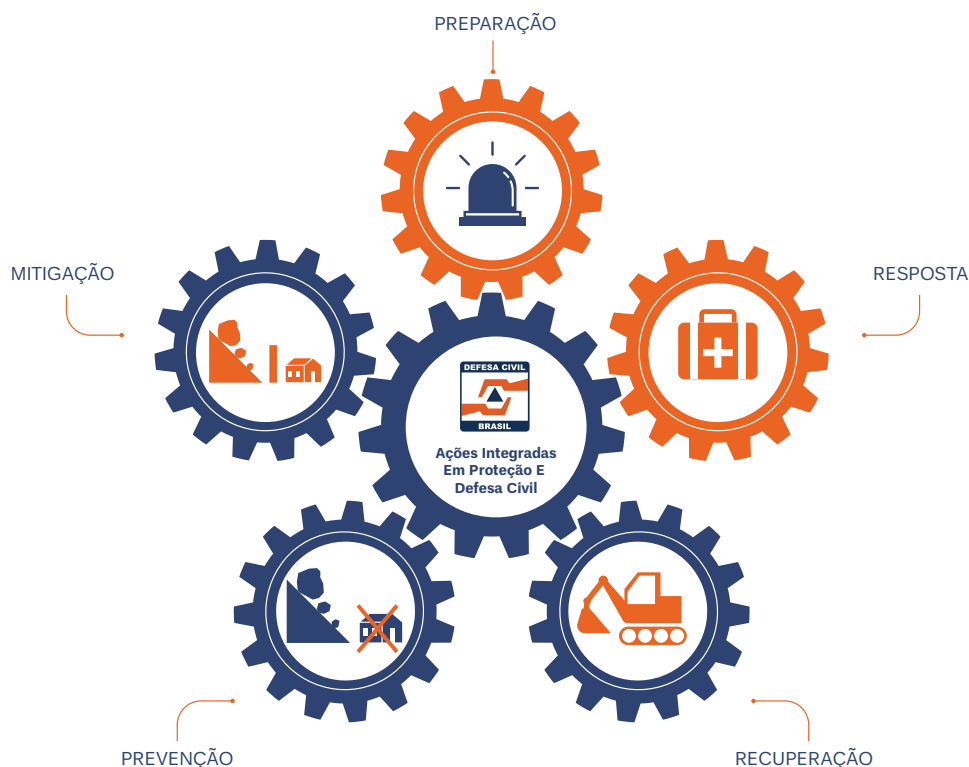 PREPARAÇÃO
MITIGAÇÃO
RESPOSTA
DEFESA CIVIL
BRASIL
Ações Integradas
Em Proteção E
Defesa Civil
PREVENÇÃO
RECUPERAÇÃO